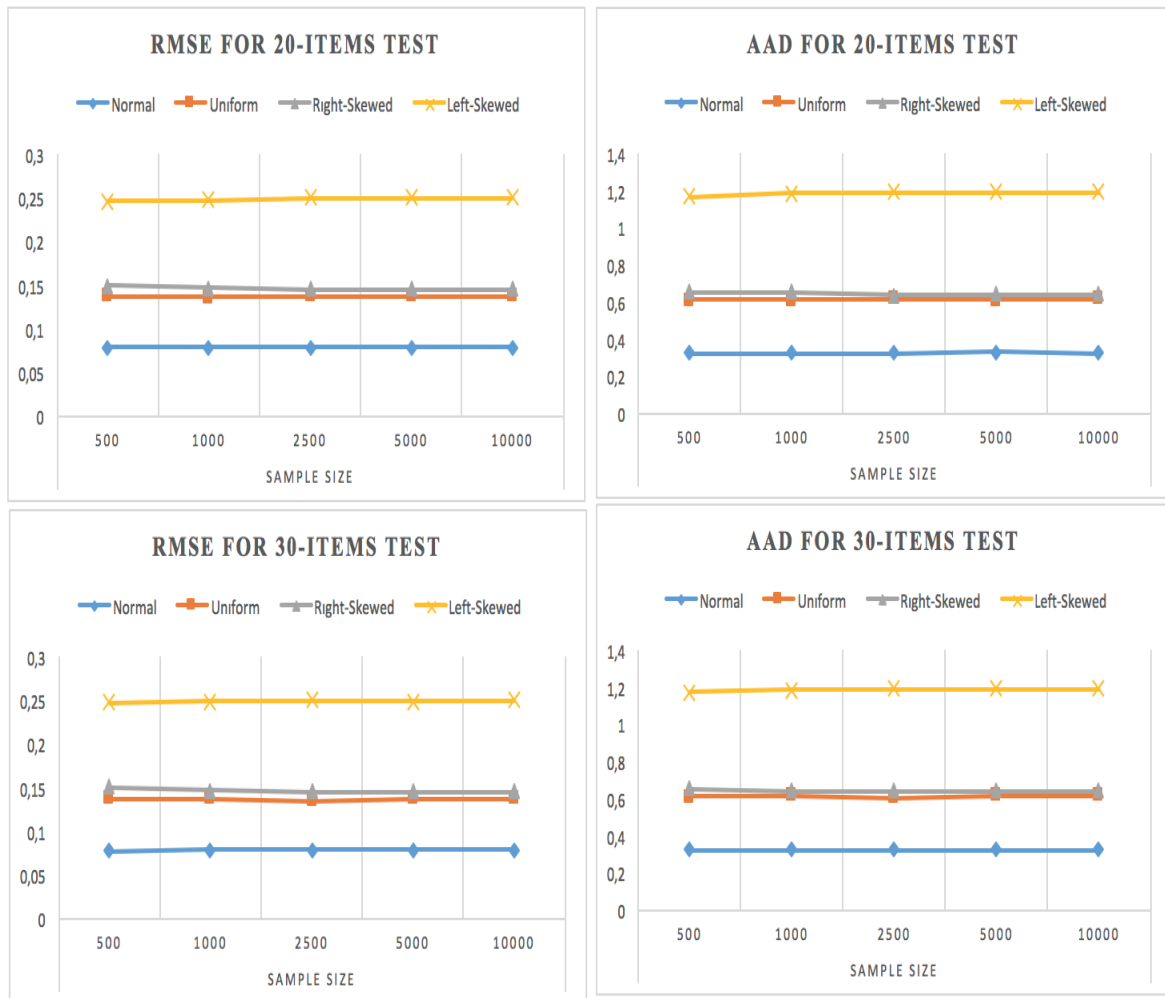 RMSE FOR 20-ITEMS TEST
Normal Uniform Right-Skewed Left-Skewed
0,3
0,25
0,2
0,15
0,1
0,05
0
500 1000 2500 5000 10000
SAMPLE SIZE
AAD FOR 20-ITEMS TEST
Normal Uniform Right-Skewed Left-Skewed
1,4
1,2
1
0,8
0,6
0,4
0,2
0
500 1000 2500 5000 10000
SAMPLE SIZE
RMSE FOR 30-ITEMS TEST
Normal Uniform Right-Skewed Left-Skewed
0,3
0,25
0,2
0,15
0,1
0,05
0
500 1000 2500 5000 10000
SAMPLE SIZE
AAD FOR 30-ITEMS TEST
Normal Uniform Right-Skewed Left-Skewed
1,4
1,2
1
0,8
0,6
0,4
0,2
0
500 1000 2500 5000 10000
SAMPLE SIZE